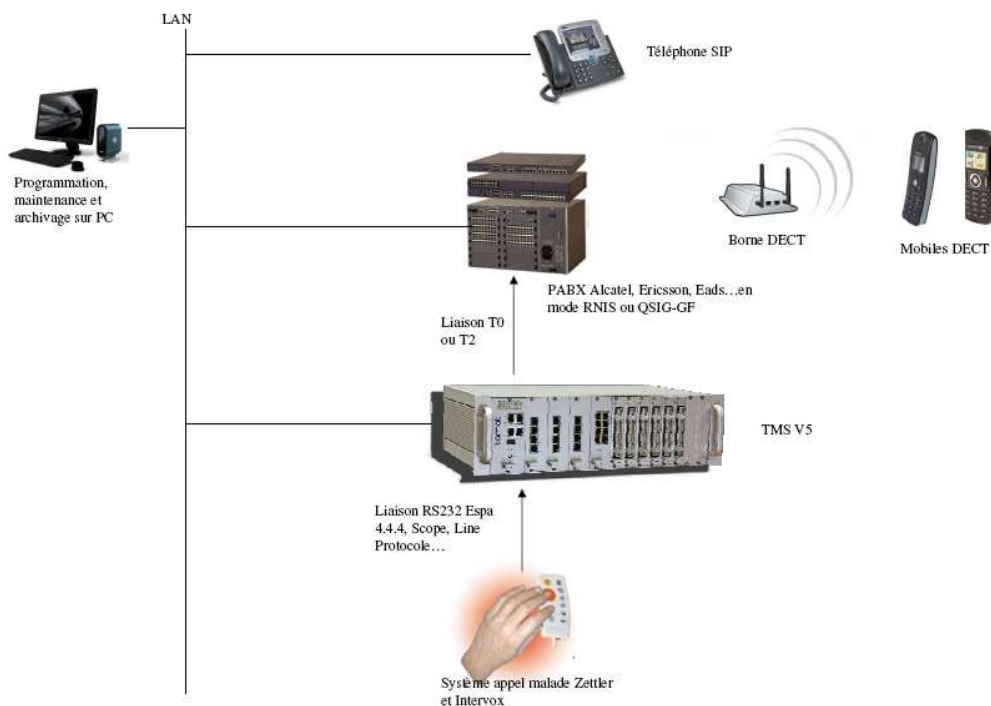 LAN
Téléphone SIP
Programmation,
maintenance et
archivage sur PC
Borne DECT
Mobiles DECT
PABX Alcatel, Ericsson, Eads…en
mode RNIS ou QSIG-GF
Liaison T0
ou T2
TMS V5
Liaison RS232 Espa
4.4.4, Scope, Line
Protocole…
Système appel malade Zettler
et Intervox